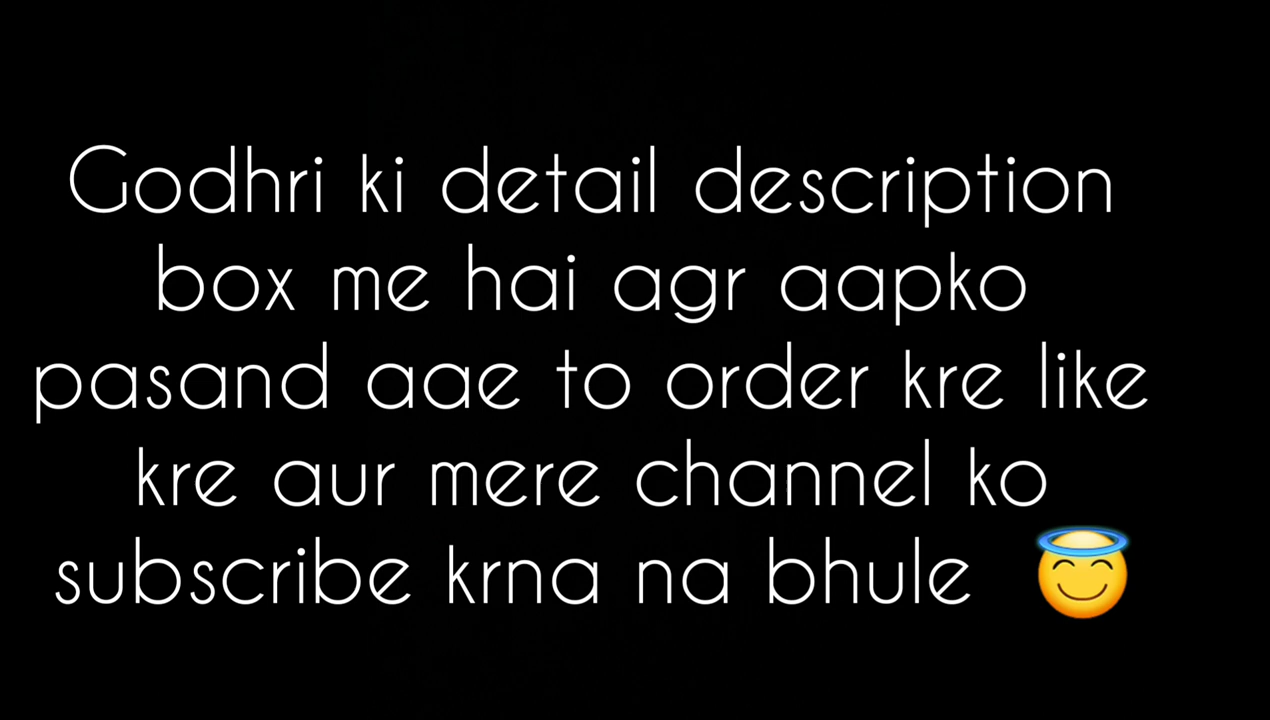 Godhri ki detail description
box me hai agr aapko
pasand aae to order kre like
kre aur mere channel ko
subscribe krna na bhule 😇